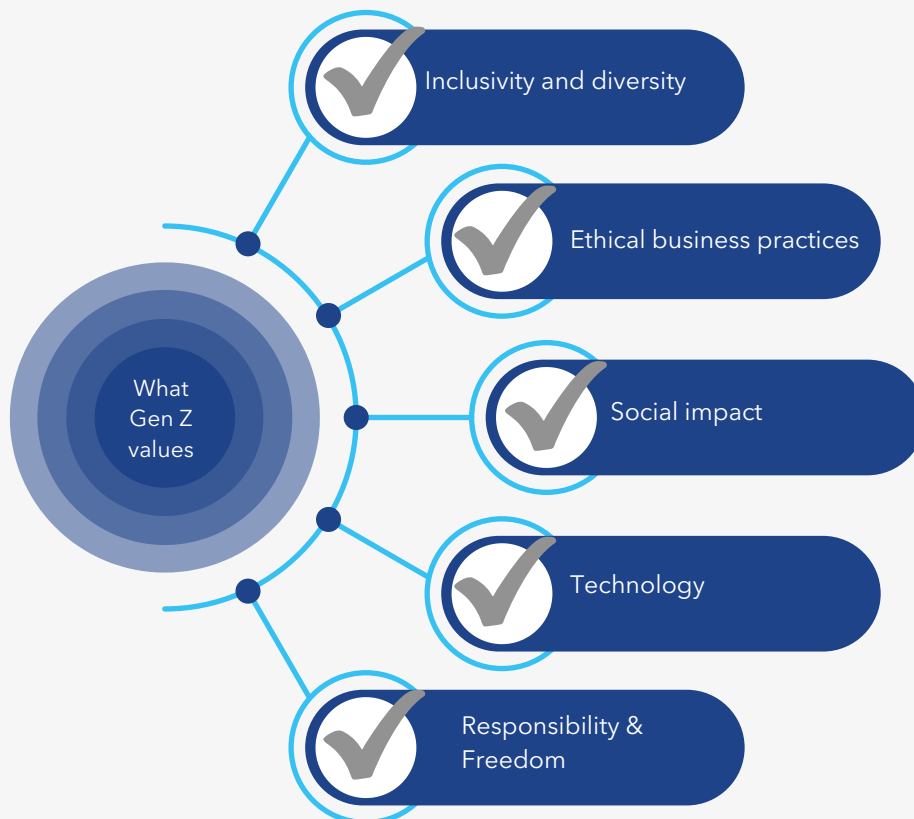 Inclusivity and diversity
Ethical business practices
What
Gen Z
values
Social impact
Technology
Responsibility &
Freedom